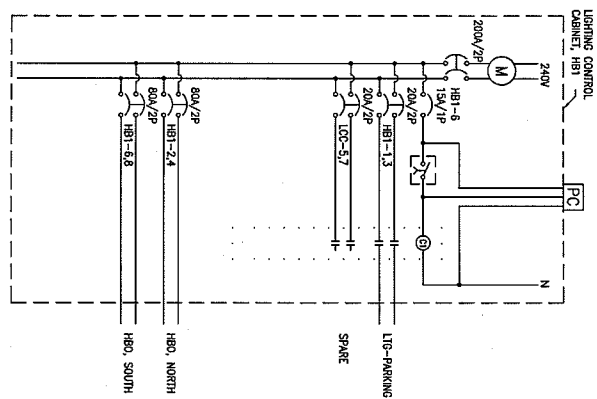 LIGHTING CONTROL
CABINET, HB1
240V
M
200A/2P
HB1-6
15A/1P
20A/2P
HB1-1,3
20A/2P
LCC-5,7
80A/2P
HB1-2,4
80A/2P
HB1-6,8
PC
C1
N
LTG-PARKING
SPARE
HBO, NORTH
HBO, SOUTH